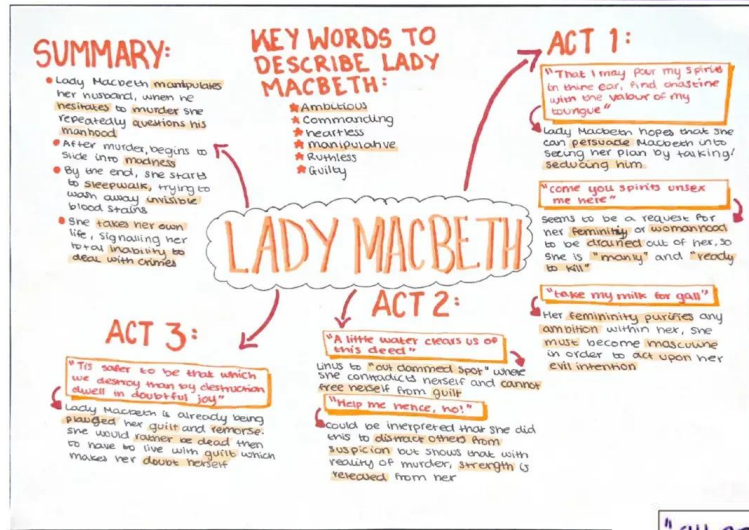 SUMMARY:
Lady Macbeth manipulates
her husband, when he
hesitates to murder she
repeatedly questions his
manhood
After murder, begins to
slide into madness
By the end, she starts
to sleepwalk, trying to
wash away invisible
blood stains
She takes her own
life, signalling her
total inability to
deal with crimes
KEY WORDS TO
DESCRIBE LADY
MACBETH:
Ambitious
Commanding
heartless
manipulative
Ruthless
Guilty
ACT 1:
"That I may pour my spirits
in thine ear, And chastise
with the valour of my
toungue"
Lady Macbeth hopes that she
can persuade Macbeth into
seeing her plan by talking/
seducing him
"come you spirits unsex
me here"
Seems to be a request for
her femininity or womanhood
to be drained out of her, so
she is "manly" and "ready
to kill"
"take my milk for gall"
Her femininity purifies any
ambition within her, she
must become masculine
in order to act upon her
evil intention
LADY MACBETH
ACT 2:
"A little water clears us of
this deed"
Links to "out damned spot" where
she contradicts herself and cannot
free herself from guilt
"Help me hence, ho!"
could be inerpreted that she did
this to distract others from
suspicion but shows that with
reality of murder, strength is
released from her
ACT 3:
"Tis safer to be that which
we destroy than by destruction
dwell in doubtful joy"
Lady Macbeth is already being
plauged her guilt and remorse.
she would rather be dead then
to have to live with guilt which
makes her doubt herself